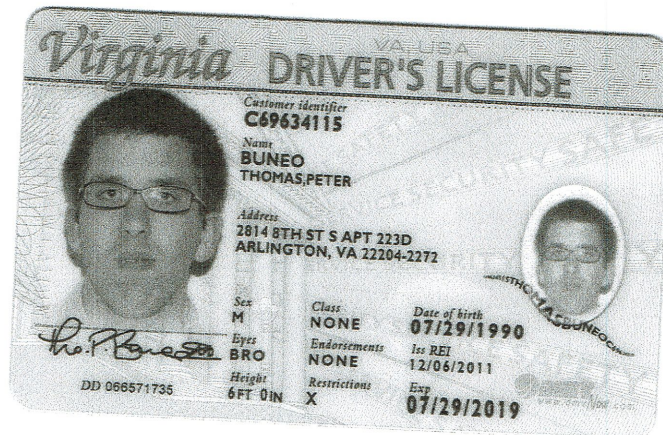 Virginia
VA, USA
DRIVER'S LICENSE
Customer identifier
C69634115
Name
BUNEO
THOMAS,PETER
Address
2814 8TH ST S APT 223D
ARLINGTON, VA 22204-2272
Sex
M
Class
NONE
Date of birth
07/29/1990
Eyes
BRO
Endorsements
NONE
Iss REI
12/06/2011
Height
6FT 0IN
Restrictions
X
Exp
07/29/2019
DD 066571735